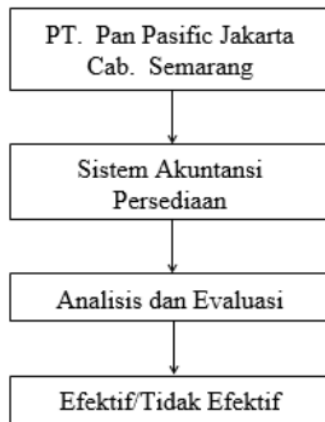 PT. Pan Pasific Jakarta
Cab. Semarang
Sistem Akuntansi
Persediaan
Analisis dan Evaluasi
Efektif/Tidak Efektif